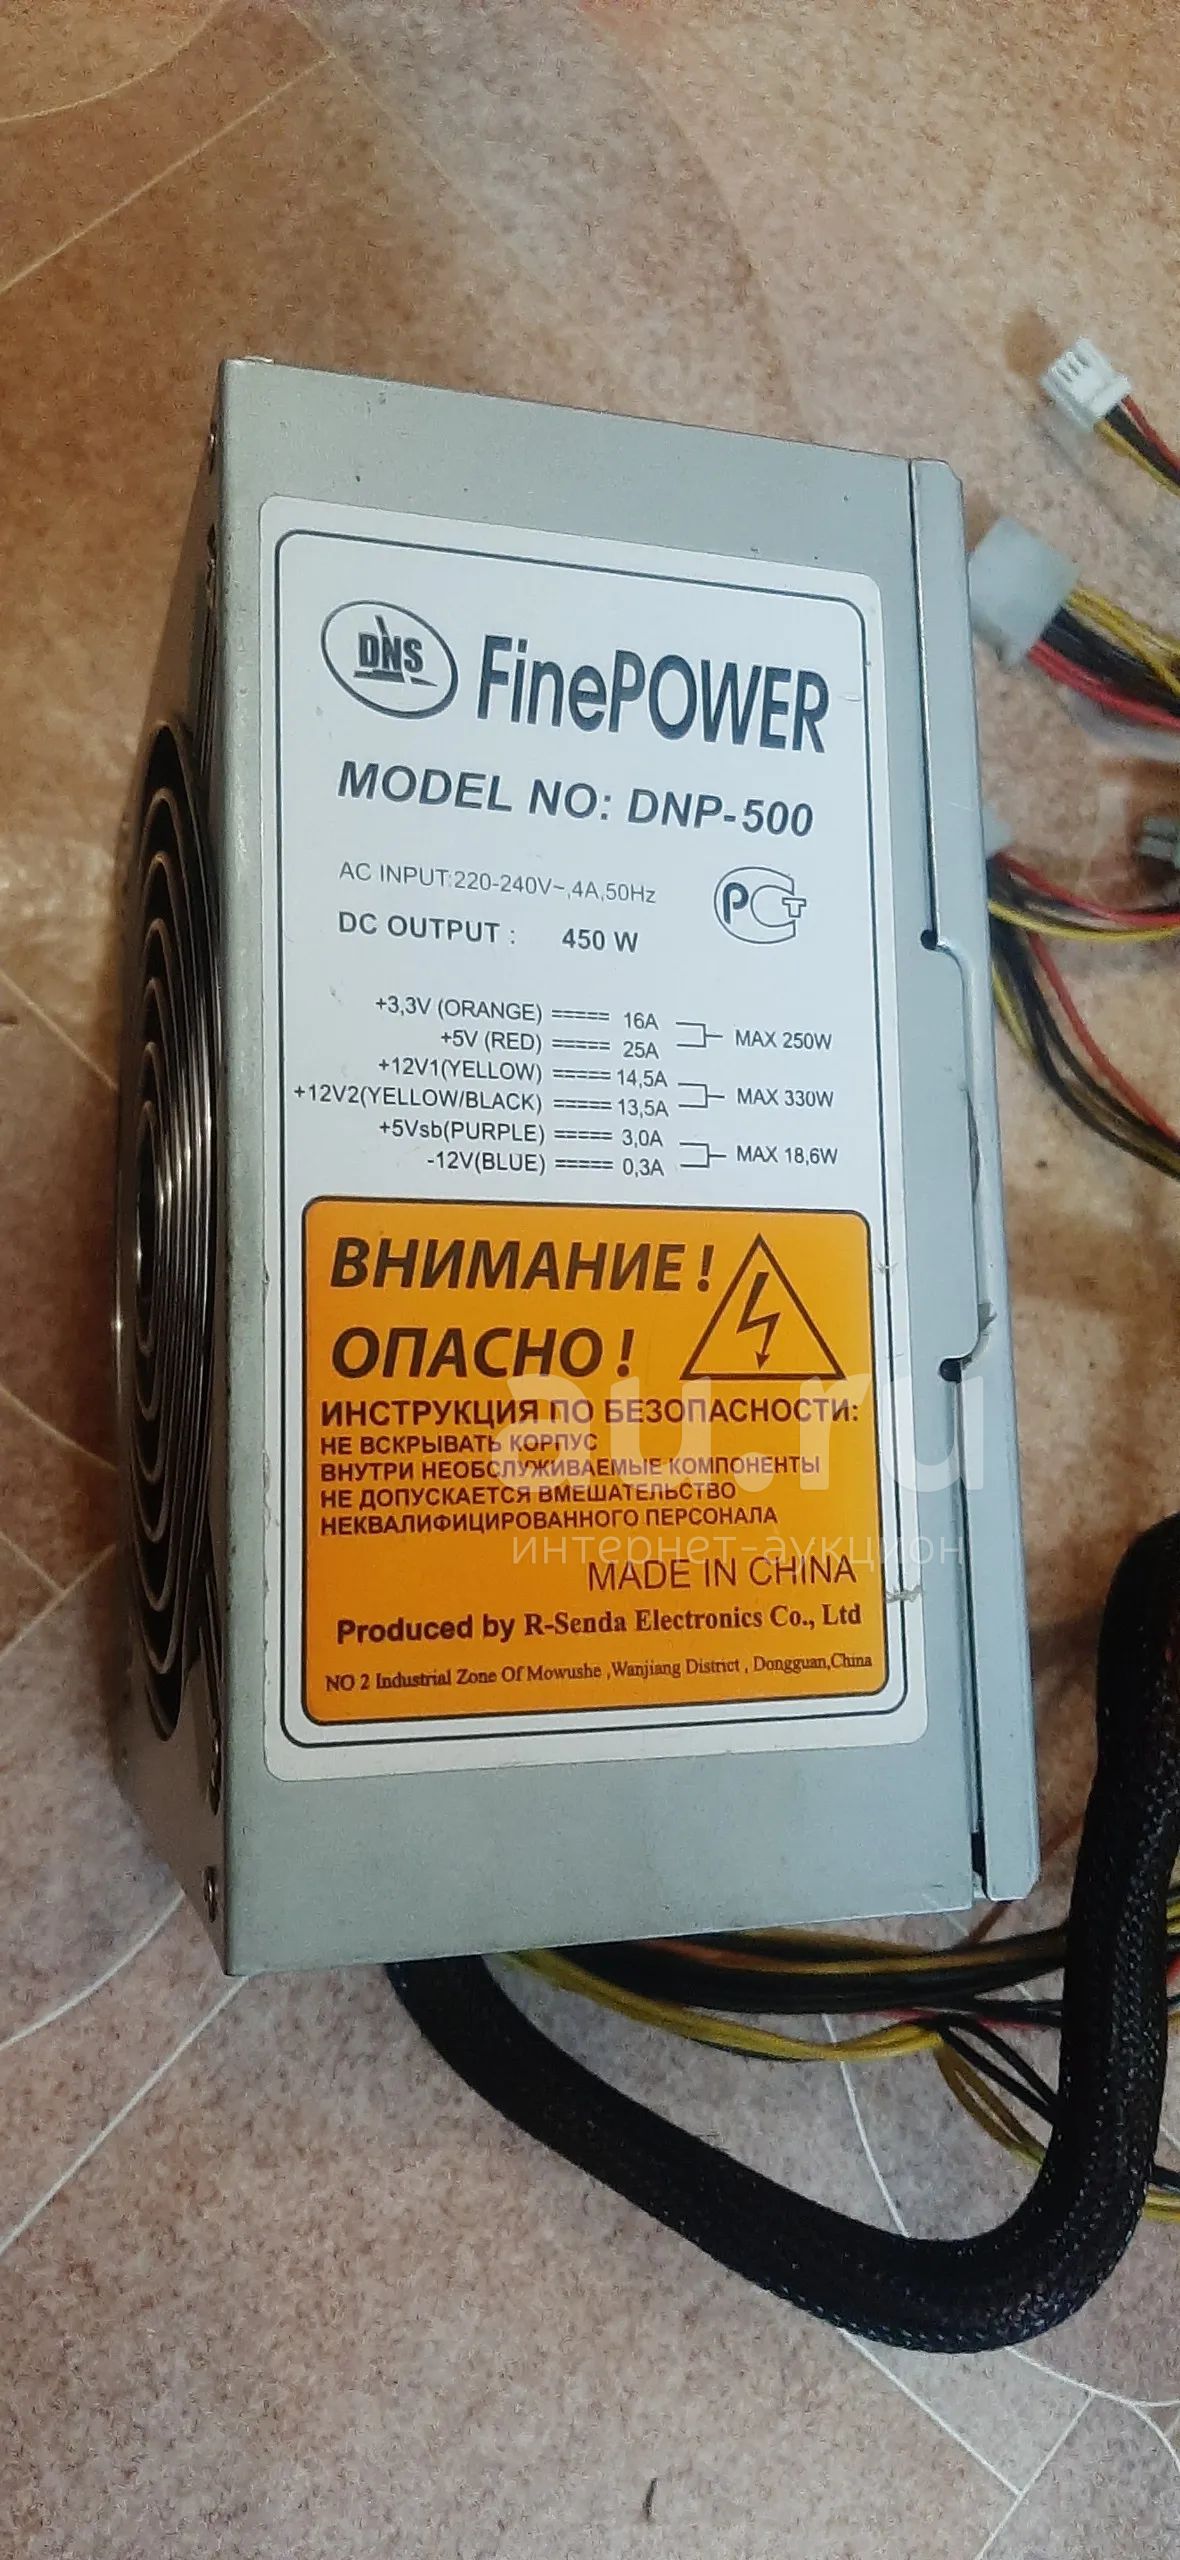 DNS FinePOWER
MODEL NO: DNP-500
AC INPUT:220-240V~,4A,50Hz
DC OUTPUT : 450 W
РСТ
+3,3V (ORANGE) ===== 16A
+5V (RED) ===== 25A
MAX 250W
+12V1(YELLOW) ===== 14,5A
+12V2(YELLOW/BLACK) ===== 13,5A
MAX 330W
+5Vsb(PURPLE) ===== 3,0A
-12V(BLUE) ===== 0,3A
MAX 18,6W
ВНИМАНИЕ !
ОПАСНО !
ИНСТРУКЦИЯ ПО БЕЗОПАСНОСТИ:
НЕ ВСКРЫВАТЬ КОРПУС
ВНУТРИ НЕОБСЛУЖИВАЕМЫЕ КОМПОНЕНТЫ
НЕ ДОПУСКАЕТСЯ ВМЕШАТЕЛЬСТВО
НЕКВАЛИФИЦИРОВАННОГО ПЕРСОНАЛА
au.ru
интернет-аукцион
MADE IN CHINA
Produced by R-Senda Electronics Co., Ltd
NO 2 Industrial Zone Of Mowushe ,Wanjiang District , Dongguan,China